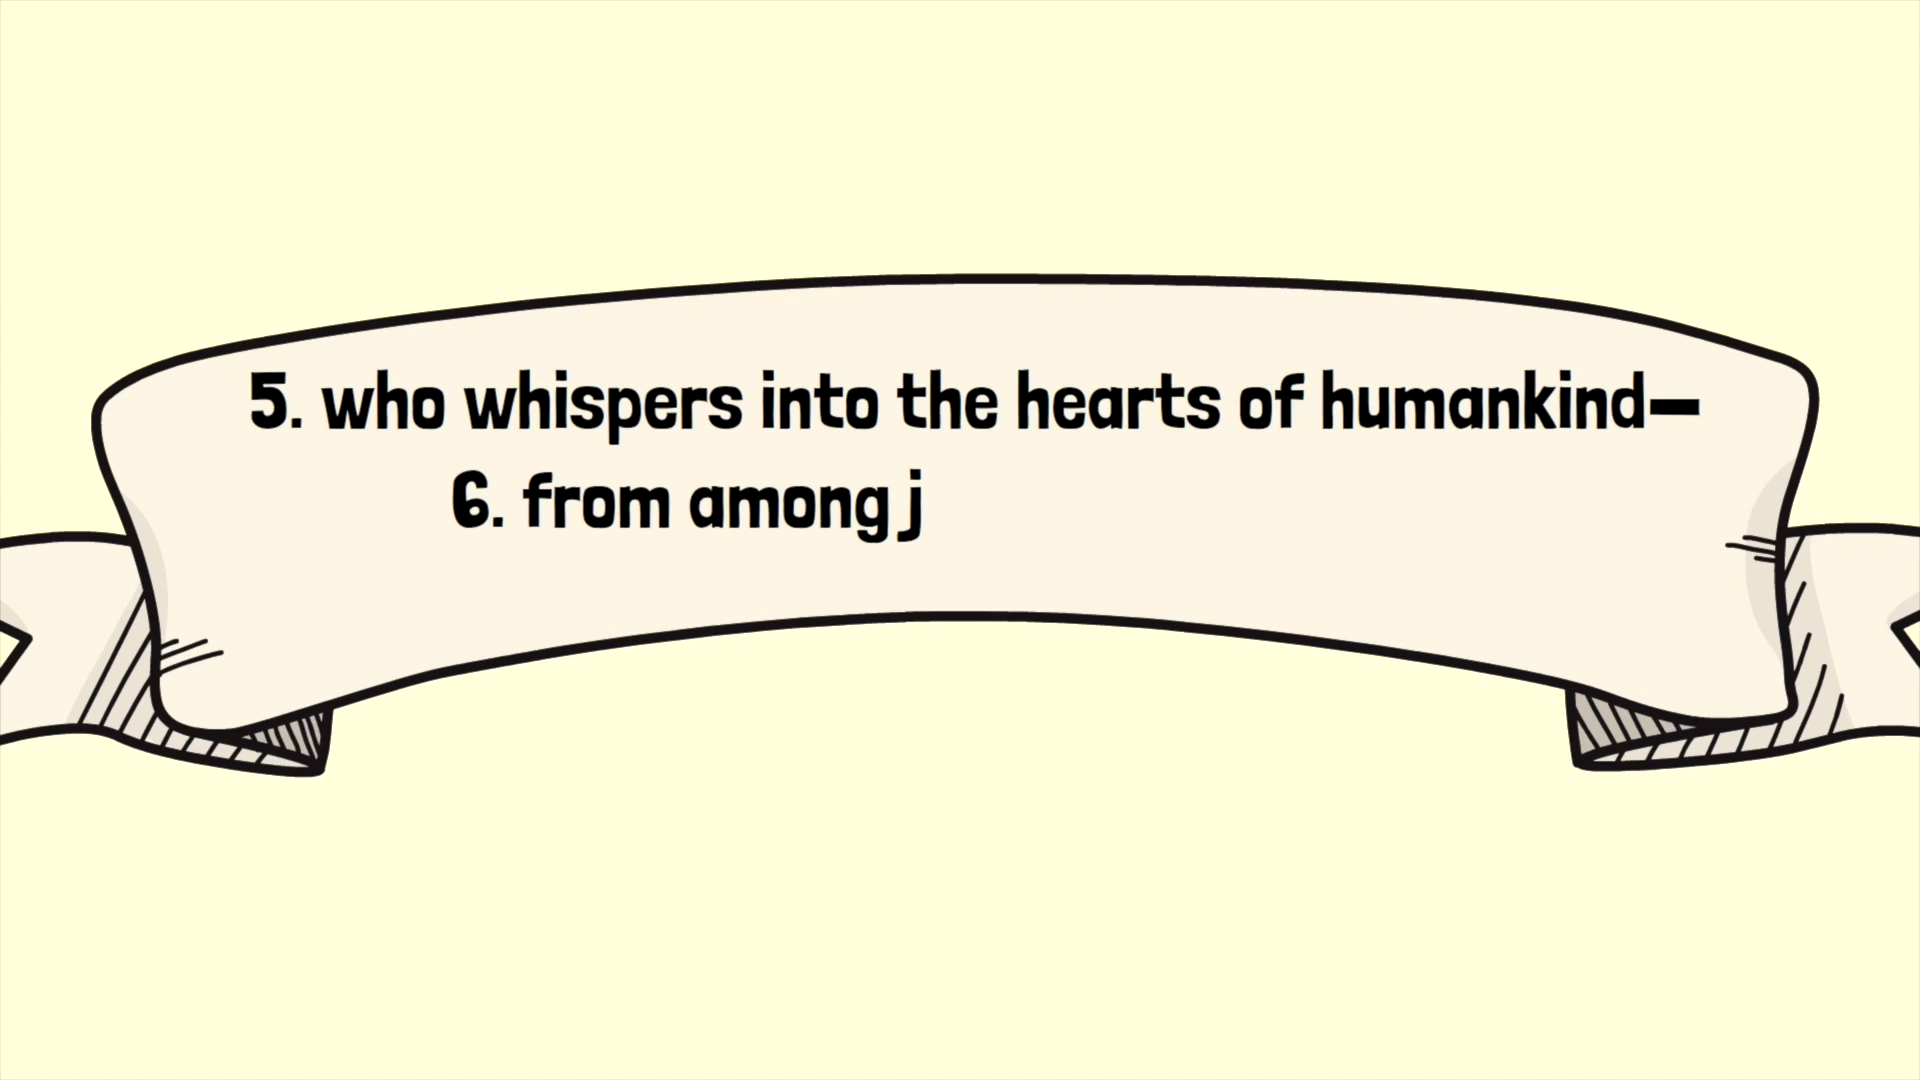 5. who whispers into the hearts of humankind—
6. from among j